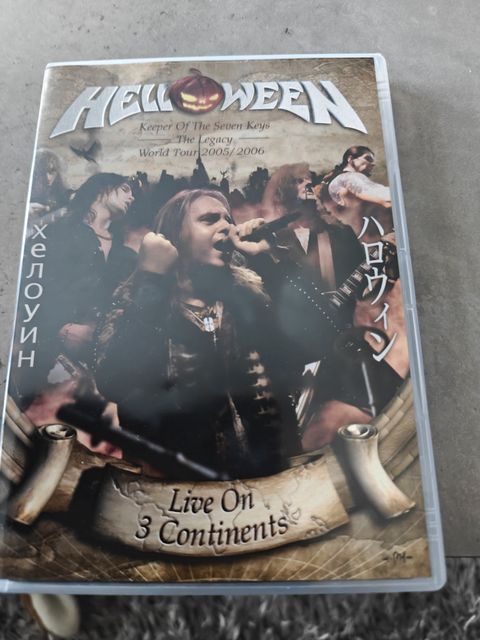 HELLOWEEN
Keeper Of The Seven Keys
The Legacy
World Tour 2005/2006
хелоуин
ハロウィン
Live On
3 Continents